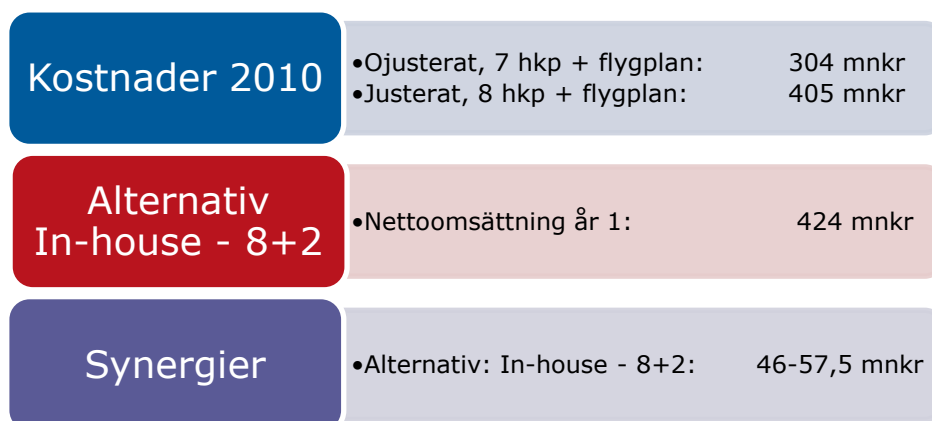 Kostnader 2010
•Ojusterat, 7 hkp + flygplan: 304 mnkr
•Justerat, 8 hkp + flygplan: 405 mnkr
Alternativ
In-house - 8+2
•Nettoomsättning år 1: 424 mnkr
Synergier
•Alternativ: In-house - 8+2: 46-57,5 mnkr